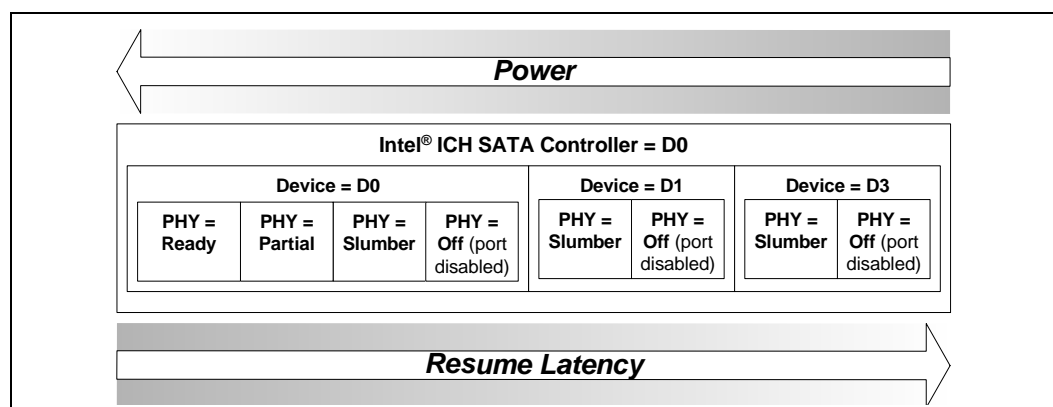 Power
Intel® ICH SATA Controller = D0
Device = D0
Device = D1
Device = D3
PHY =
Ready
PHY =
Partial
PHY =
Slumber
PHY =
Off (port
disabled)
PHY =
Slumber
PHY =
Off (port
disabled)
PHY =
Slumber
PHY =
Off (port
disabled)
Resume Latency